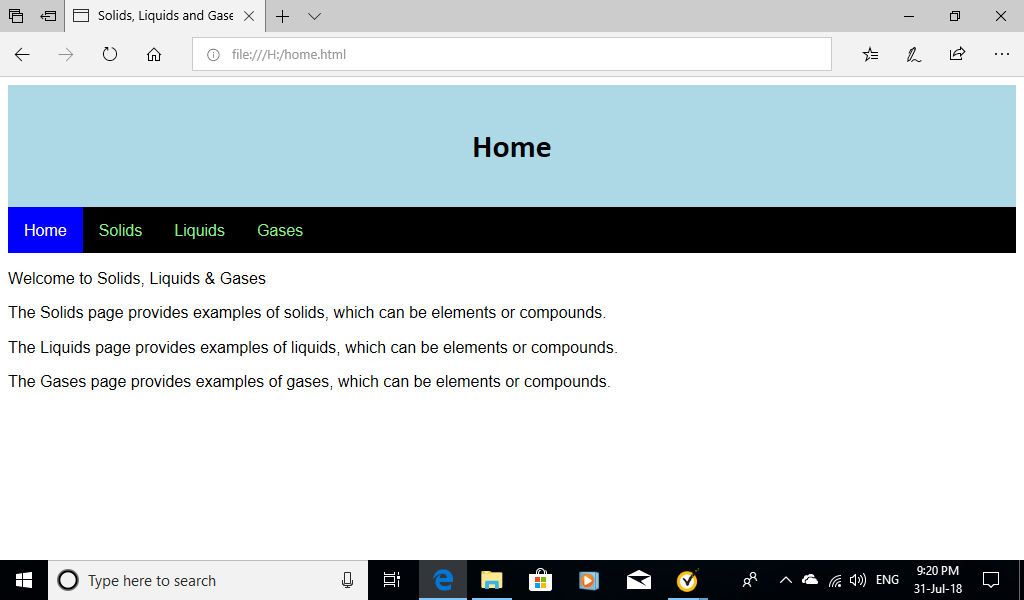 Solids, Liquids and Gase
file:///H:/home.html
Home
Home Solids Liquids Gases
Welcome to Solids, Liquids & Gases
The Solids page provides examples of solids, which can be elements or compounds.
The Liquids page provides examples of liquids, which can be elements or compounds.
The Gases page provides examples of gases, which can be elements or compounds.
Type here to search
ENG
9:20 PM
31-Jul-18